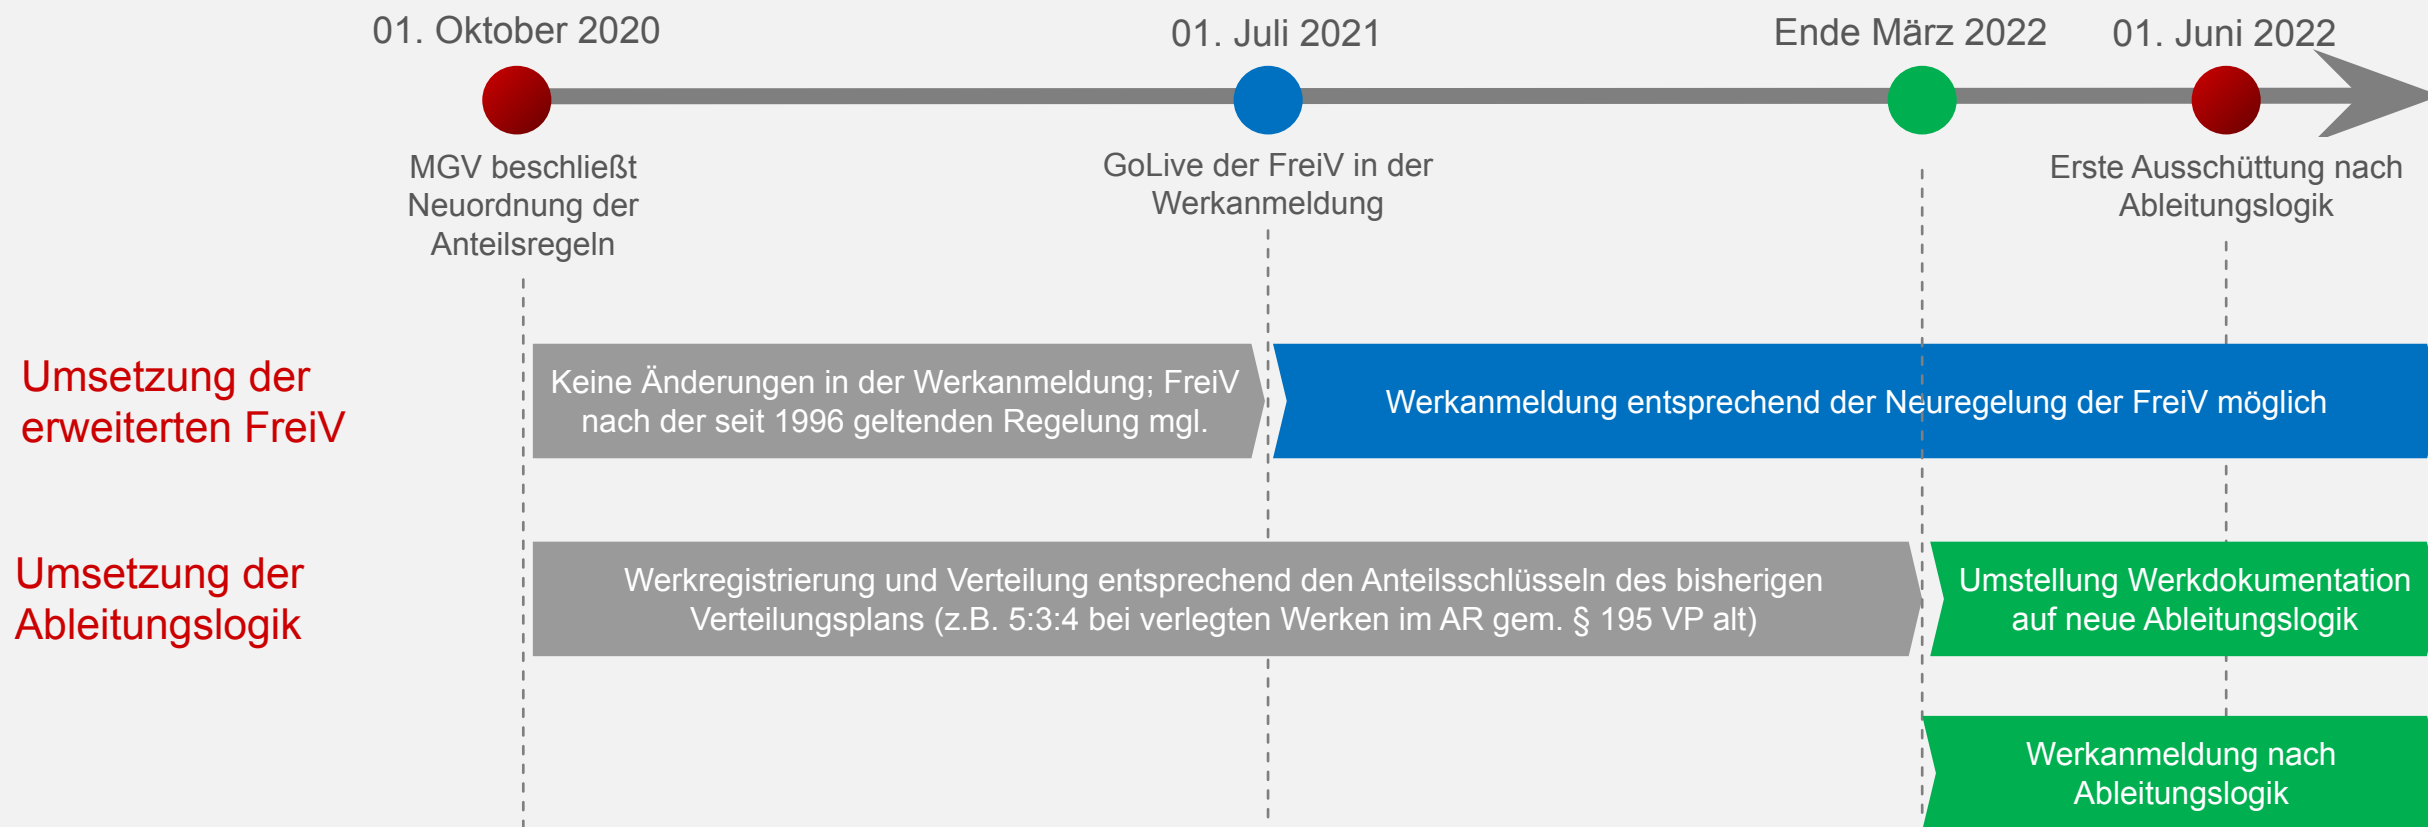 01. Oktober 2020
01. Juli 2021
Ende März 2022
01. Juni 2022
MGV beschließt
Neuordnung der
Anteilsregeln
GoLive der FreiV in der
Werkanmeldung
Erste Ausschüttung nach
Ableitungslogik
Umsetzung der
erweiterten FreiV
Keine Änderungen in der Werkanmeldung; FreiV
nach der seit 1996 geltenden Regelung mgl.
Werkanmeldung entsprechend der Neuregelung der FreiV möglich
Umsetzung der
Ableitungslogik
Werkregistrierung und Verteilung entsprechend den Anteilsschlüsseln des bisherigen
Verteilungsplans (z.B. 5:3:4 bei verlegten Werken im AR gem. § 195 VP alt)
Umstellung Werkdokumentation
auf neue Ableitungslogik
Werkanmeldung nach
Ableitungslogik